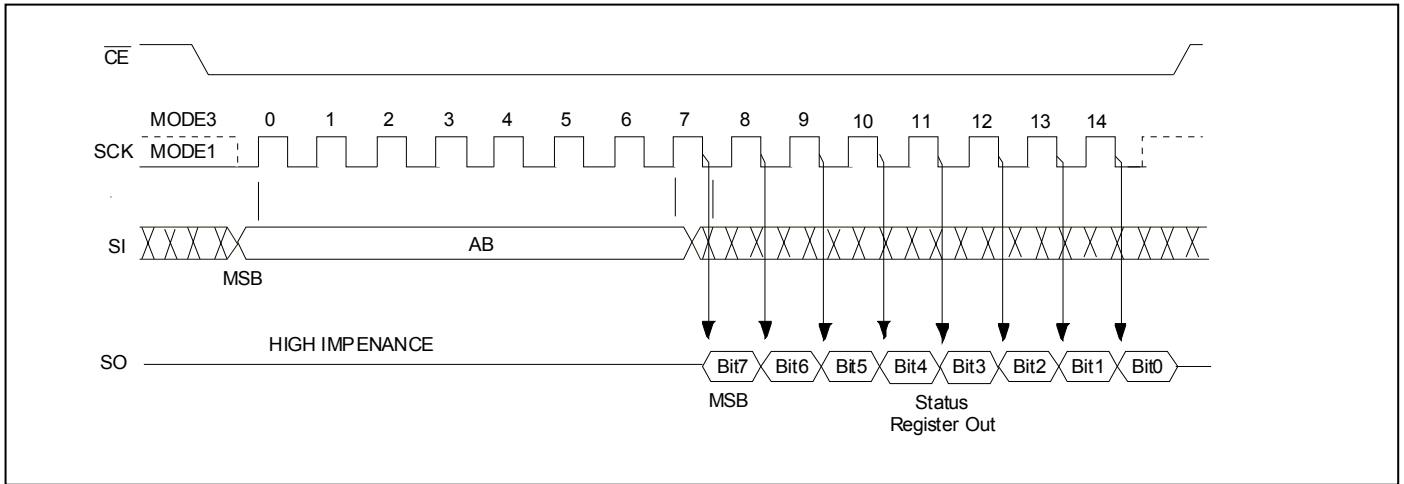 CE
MODE3 0 1 2 3 4 5 6 7 8 9 10 11 12 13 14
SCK MODE1
SI AB
MSB
HIGH IMPENANCE
SO Bit7 Bit6 Bit5 Bit4 Bit3 Bit2 Bit1 Bit0
MSB Status
Register Out